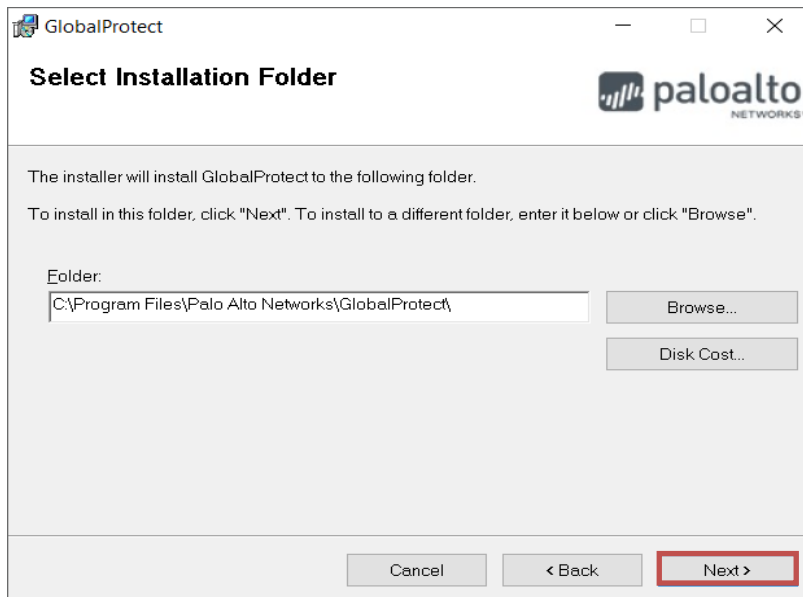 GlobalProtect
Select Installation Folder
paloalto
NETWORKS
The installer will install GlobalProtect to the following folder.
To install in this folder, click "Next". To install to a different folder, enter it below or click "Browse".
Folder:
C:\Program Files\Palo Alto Networks\GlobalProtect\
Browse...
Disk Cost...
Cancel
< Back
Next >